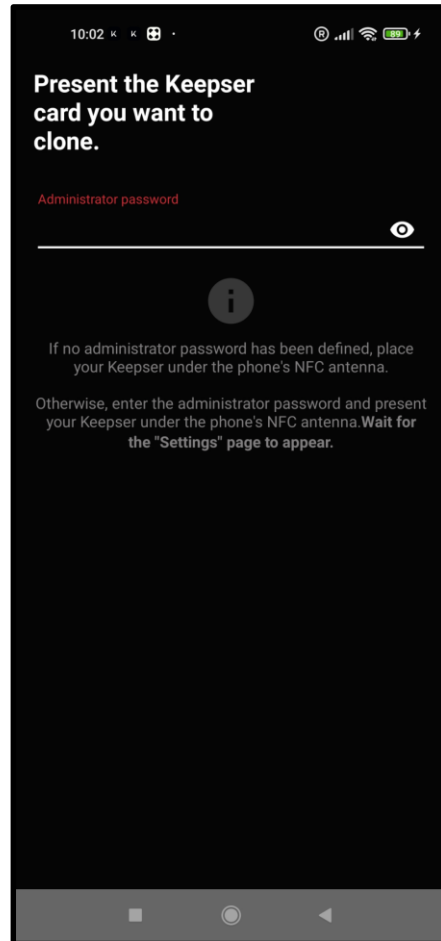 10:02 K K
R 89
Present the Keepser
card you want to
clone.
Administrator password
i
If no administrator password has been defined, place
your Keepser under the phone's NFC antenna.
Otherwise, enter the administrator password and present
your Keepser under the phone's NFC antenna.Wait for
the "Settings" page to appear.